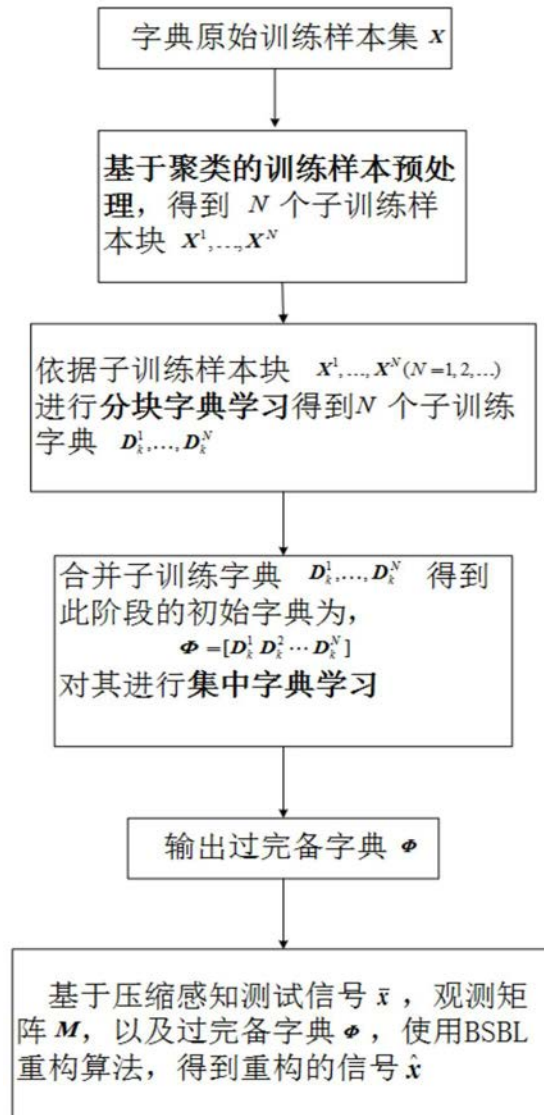 字典原始训练样本集 X
基于聚类的训练样本预处
理，得到 N 个子训练样
本块 X¹,...,Xᴺ
依据子训练样本块 X¹,...,Xᴺ(N=1,2,...)
进行分块字典学习得到N 个子训练
字典 Dₖ¹,...,Dₖᴺ
合并子训练字典 Dₖ¹,...,Dₖᴺ 得到
此阶段的初始字典为，
Φ=[Dₖ¹ Dₖ² ⋯ Dₖᴺ]
对其进行集中字典学习
输出过完备字典 Φ
基于压缩感知测试信号 x̄ ，观测矩
阵 M，以及过完备字典 Φ ，使用BSBL
重构算法，得到重构的信号 x̂